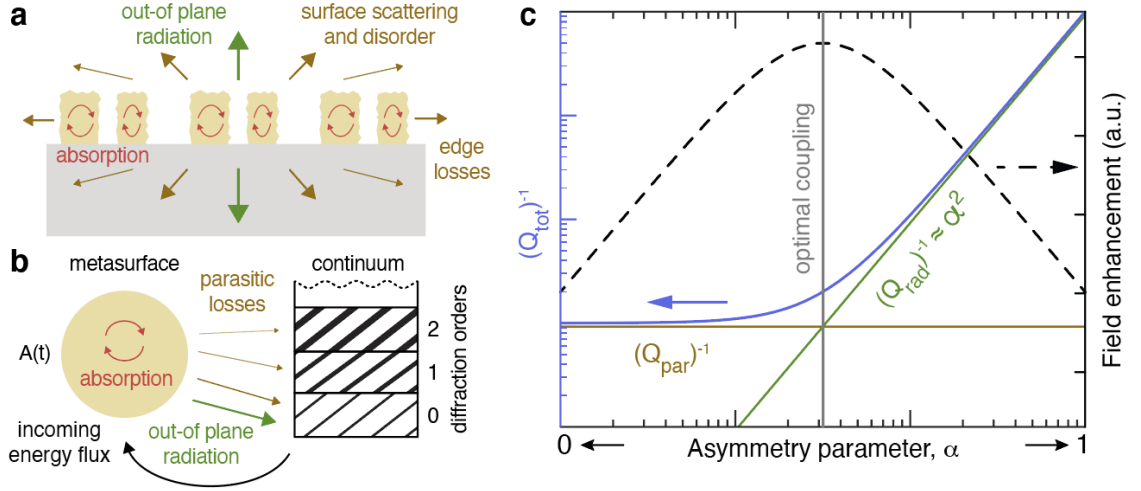 a
out-of plane
radiation
surface scattering
and disorder
absorption
edge
losses
b
metasurface
parasitic
losses
continuum
A(t)
absorption
2
1
0
diffraction orders
incoming
energy flux
out-of plane
radiation
c
(Q_tot)^-1
optimal coupling
(Q_rad)^-1 ≈ α^2
(Q_par)^-1
Field enhancement (a.u.)
0
Asymmetry parameter, α
1